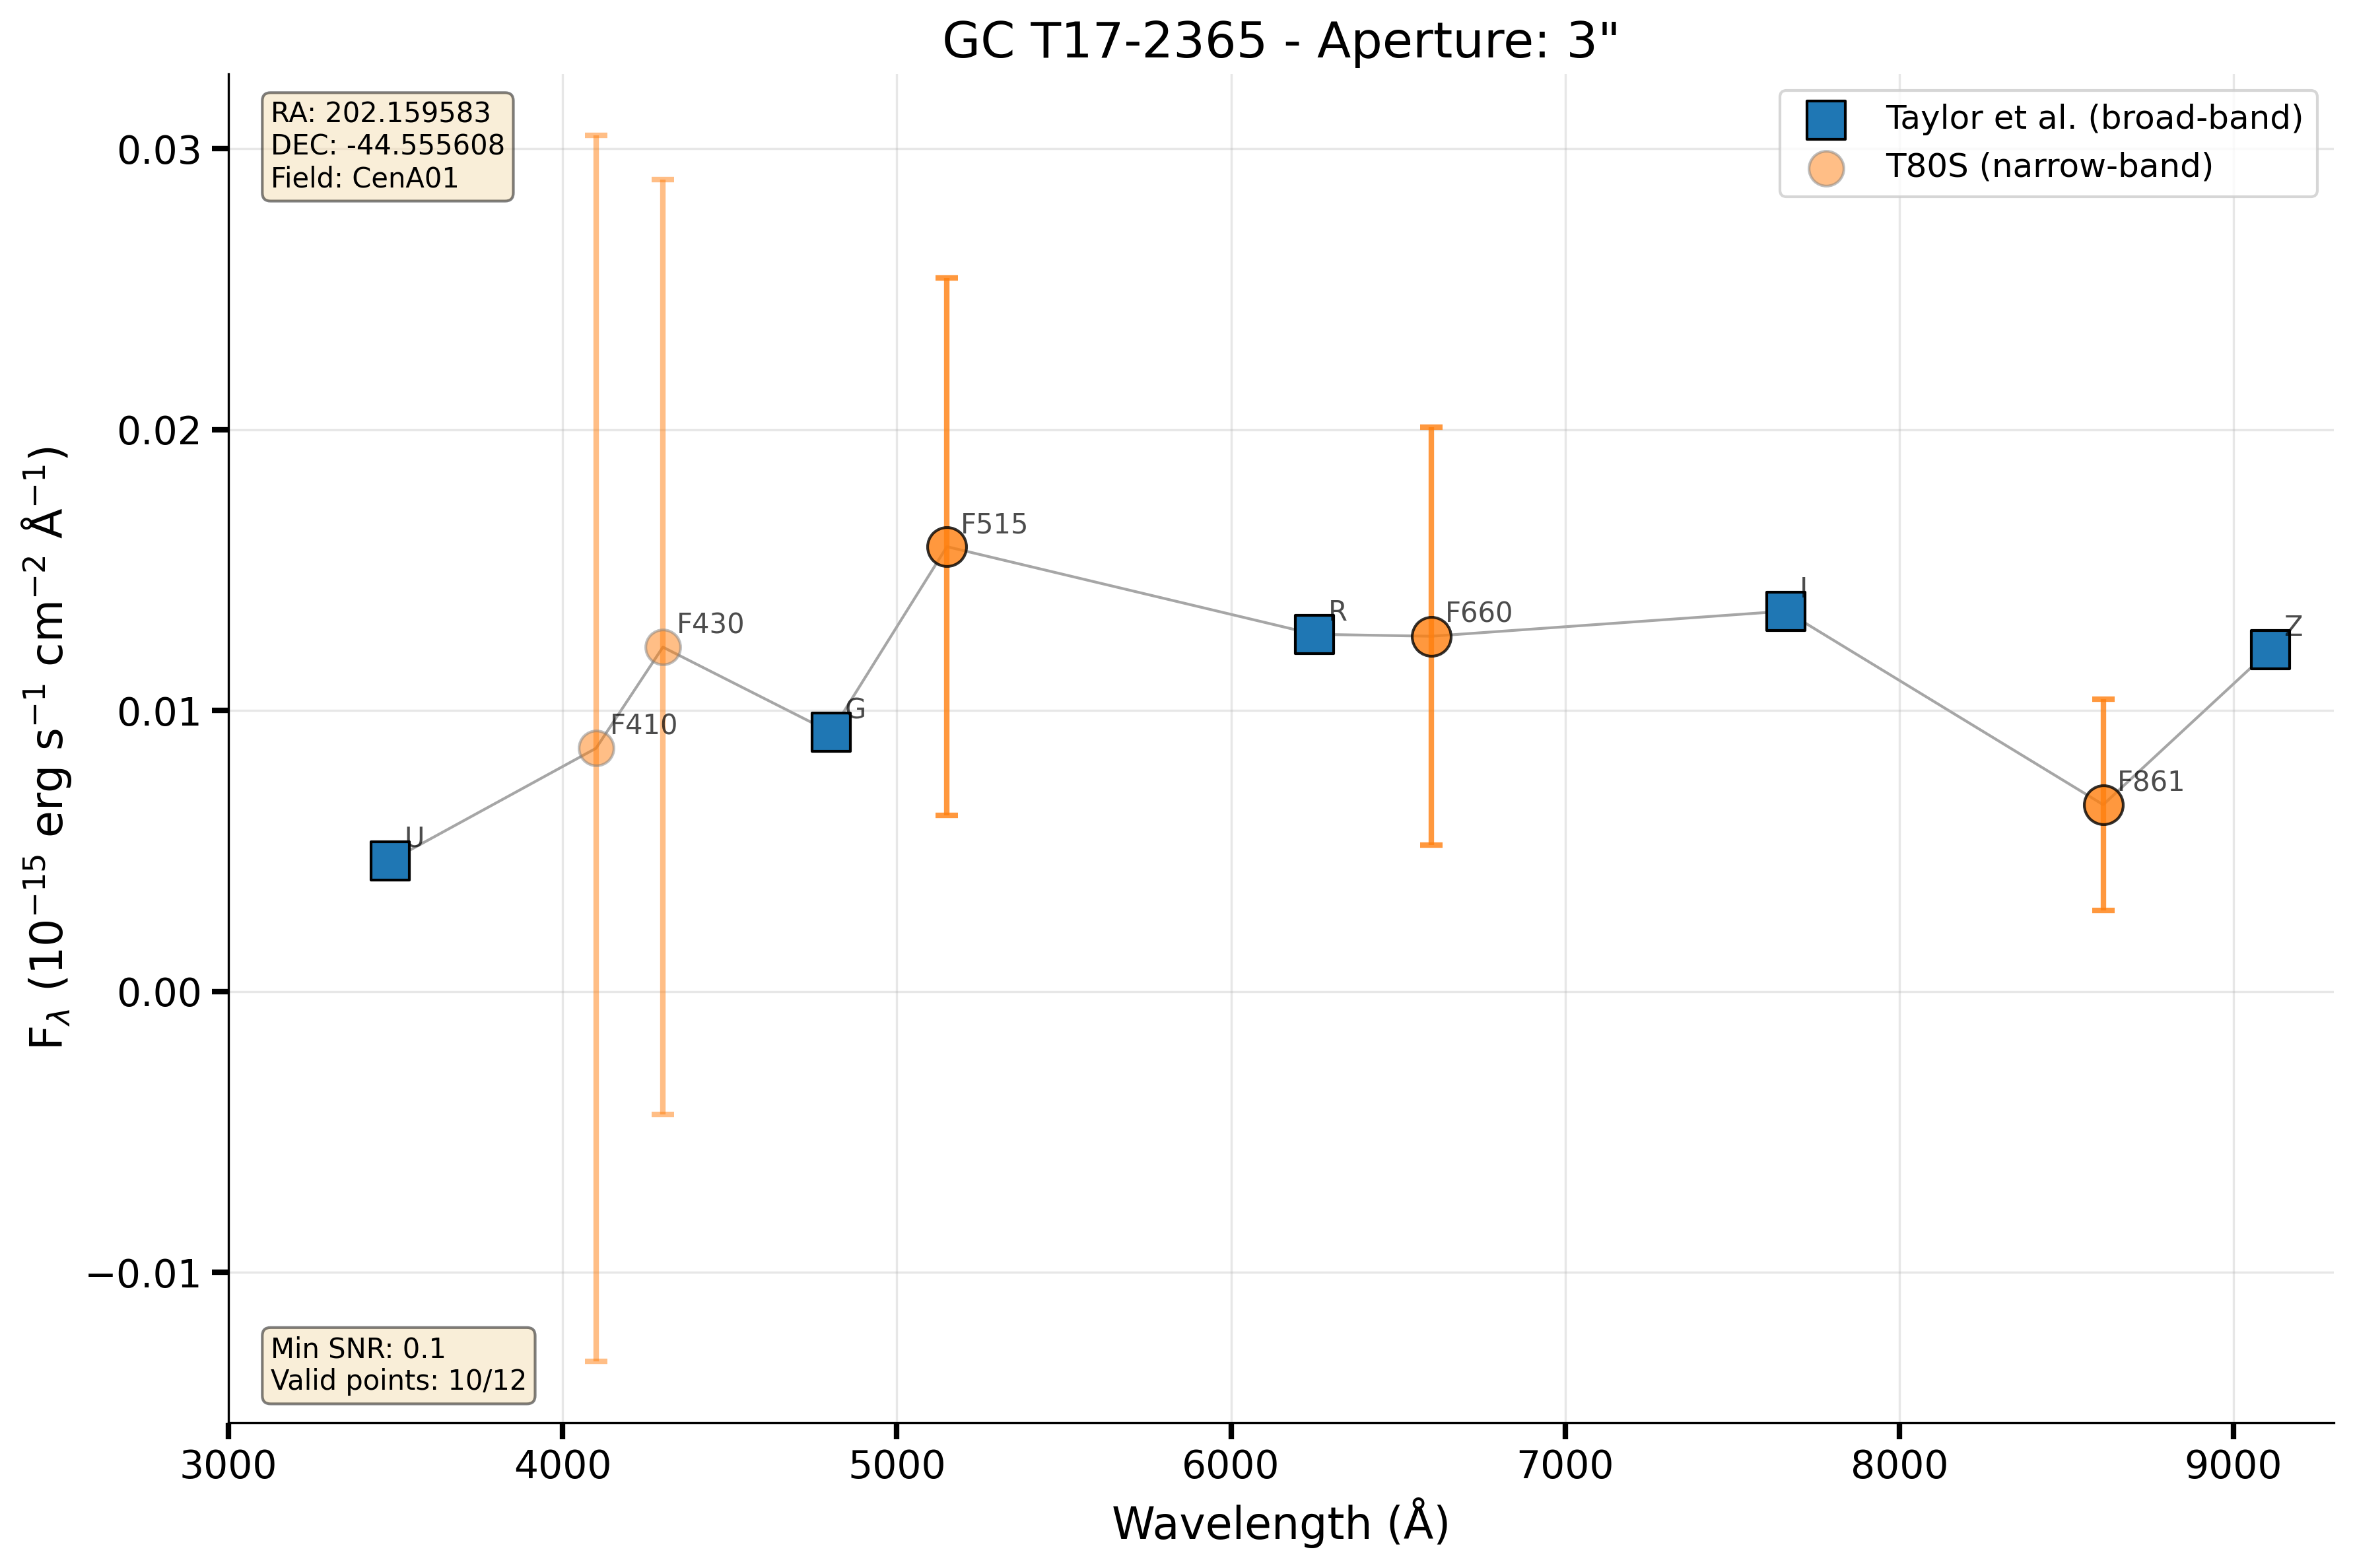 GC T17-2365 - Aperture: 3"
RA: 202.159583
DEC: -44.555608
Field: CenA01
Taylor et al. (broad-band)
T80S (narrow-band)
0.03
0.02
0.01
0.00
−0.01
F_λ (10⁻¹⁵ erg s⁻¹ cm⁻² Å⁻¹)
U
F410
F430
G
F515
R
F660
I
F861
Z
Min SNR: 0.1
Valid points: 10/12
3000 4000 5000 6000 7000 8000 9000
Wavelength (Å)